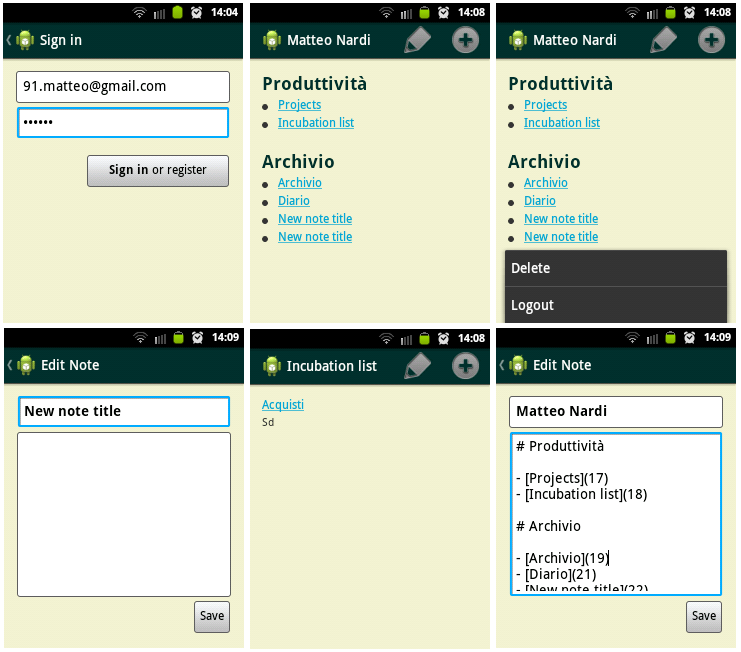 14:04
Sign in
91.matteo@gmail.com
••••••
Sign in or register
14:08
Matteo Nardi
Produttività
Projects
Incubation list
Archivio
Archivio
Diario
New note title
New note title
14:08
Matteo Nardi
Produttività
Projects
Incubation list
Archivio
Archivio
Diario
New note title
New note title
Delete
Logout
14:09
Edit Note
New note title
Save
14:08
Incubation list
Acquisti
Sd
14:09
Edit Note
Matteo Nardi
# Produttività
- [Projects](17)
- [Incubation list](18)
# Archivio
- [Archivio](19)
- [Diario](21)
- [New note title](22)
Save